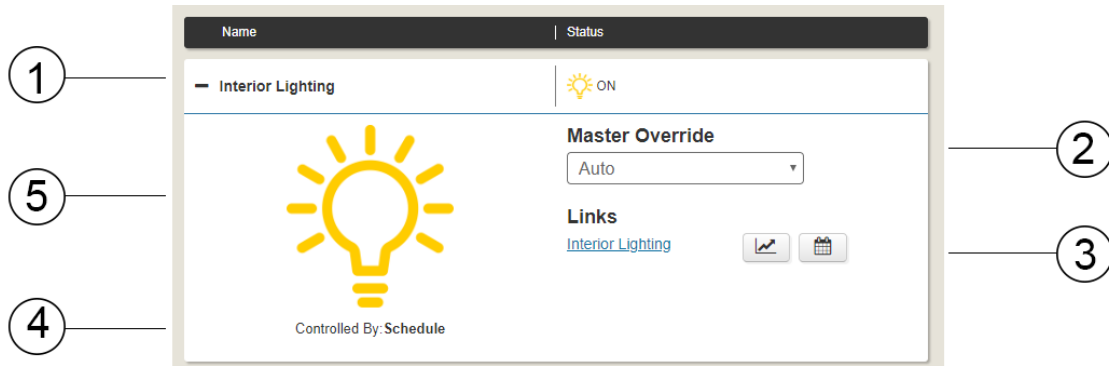 Name | Status
1
Interior Lighting
ON
Master Override
2
Auto
5
Links
Interior Lighting
3
4
Controlled By: Schedule